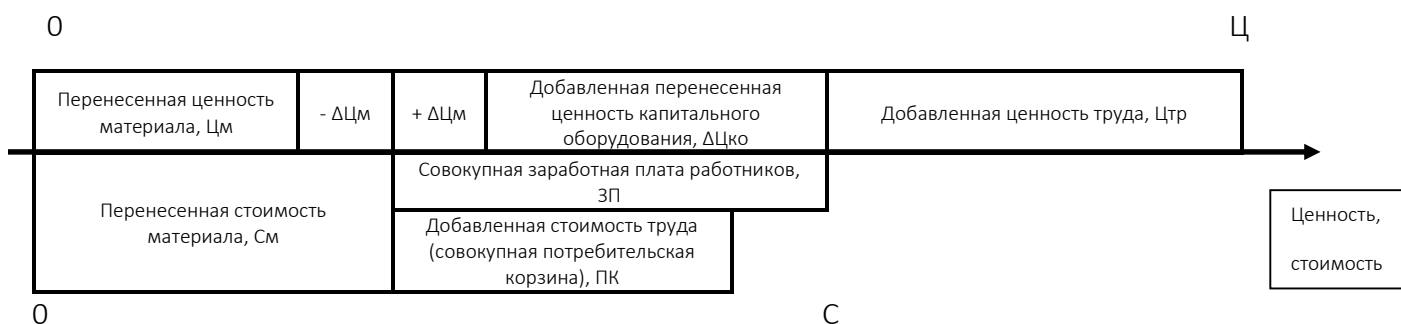 0
Ц
Перенесенная ценность
материала, Цм
- ΔЦм
+ ΔЦм
Добавленная перенесенная
ценность капитального
оборудования, ΔЦко
Добавленная ценность труда, Цтр
Перенесенная стоимость
материала, См
Совокупная заработная плата работников,
ЗП
Добавленная стоимость труда
(совокупная потребительская
корзина), ПК
Ценность,
стоимость
0
С